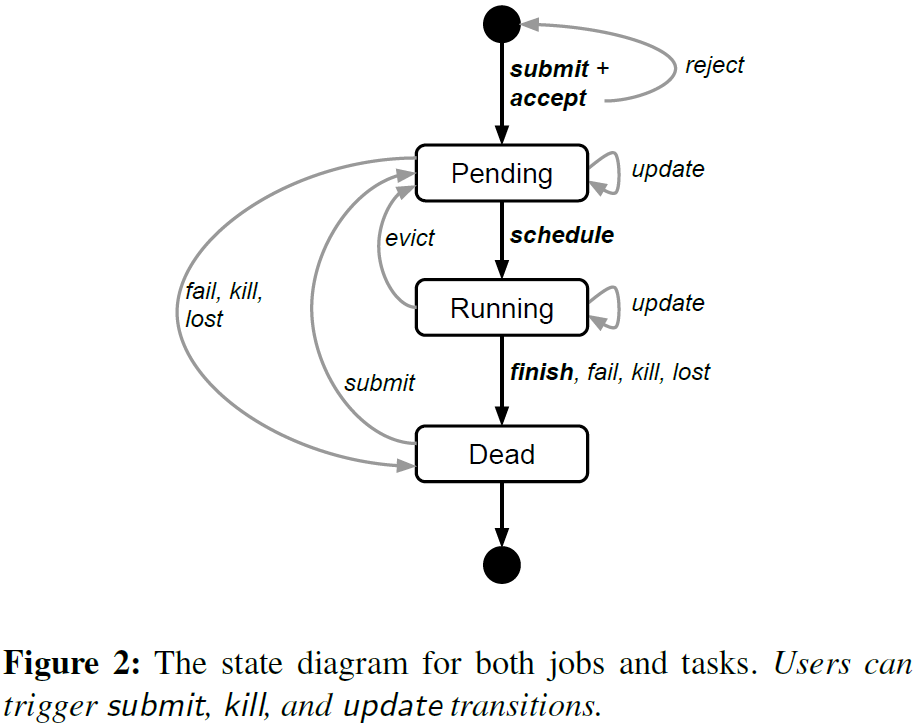 submit +
accept
reject
Pending
update
evict
schedule
fail, kill,
lost
Running
update
submit
finish, fail, kill, lost
Dead
Figure 2: The state diagram for both jobs and tasks. Users can
trigger submit, kill, and update transitions.